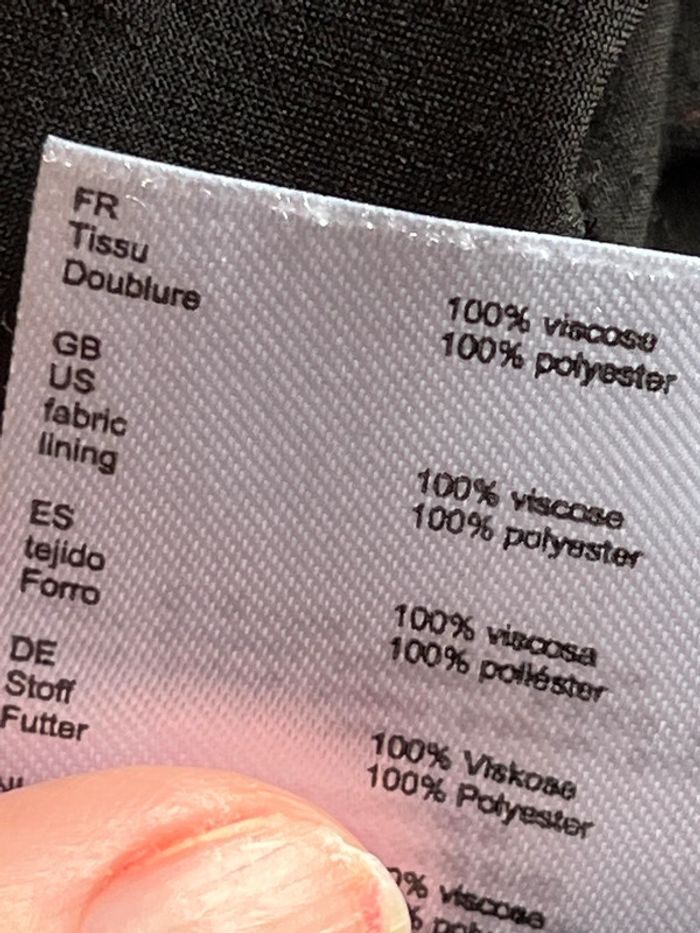 FR
Tissu 100% viscose
Doublure 100% polyester
GB
US
fabric 100% viscose
lining 100% polyester
ES
tejido 100% viscosa
Forro 100% poliéster
DE
Stoff 100% Viskose
Futter 100% Polyester
% viscose